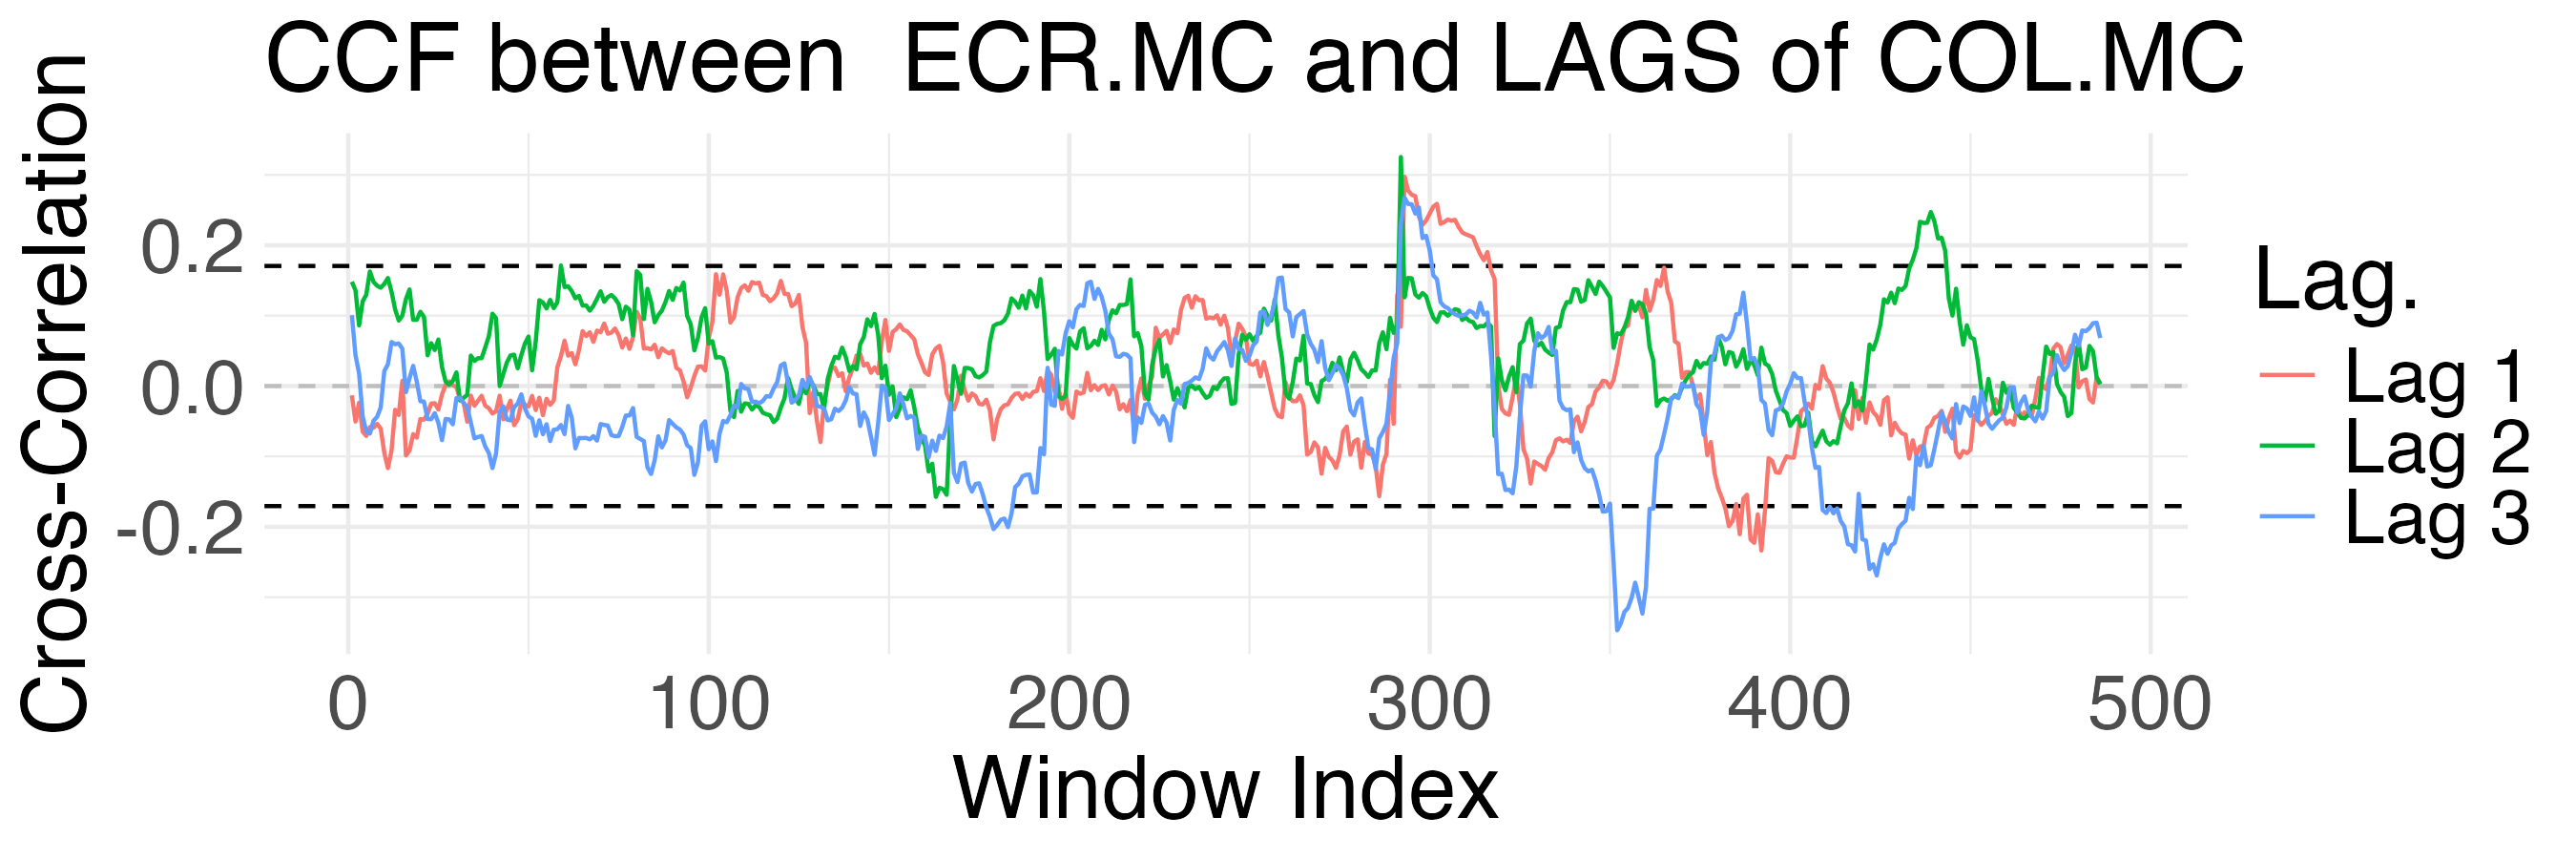 CCF between  ECR.MC and LAGS of COL.MC
Cross-Correlation
0.2
0.0
-0.2
0 100 200 300 400 500
Window Index
Lag.
Lag 1
Lag 2
Lag 3